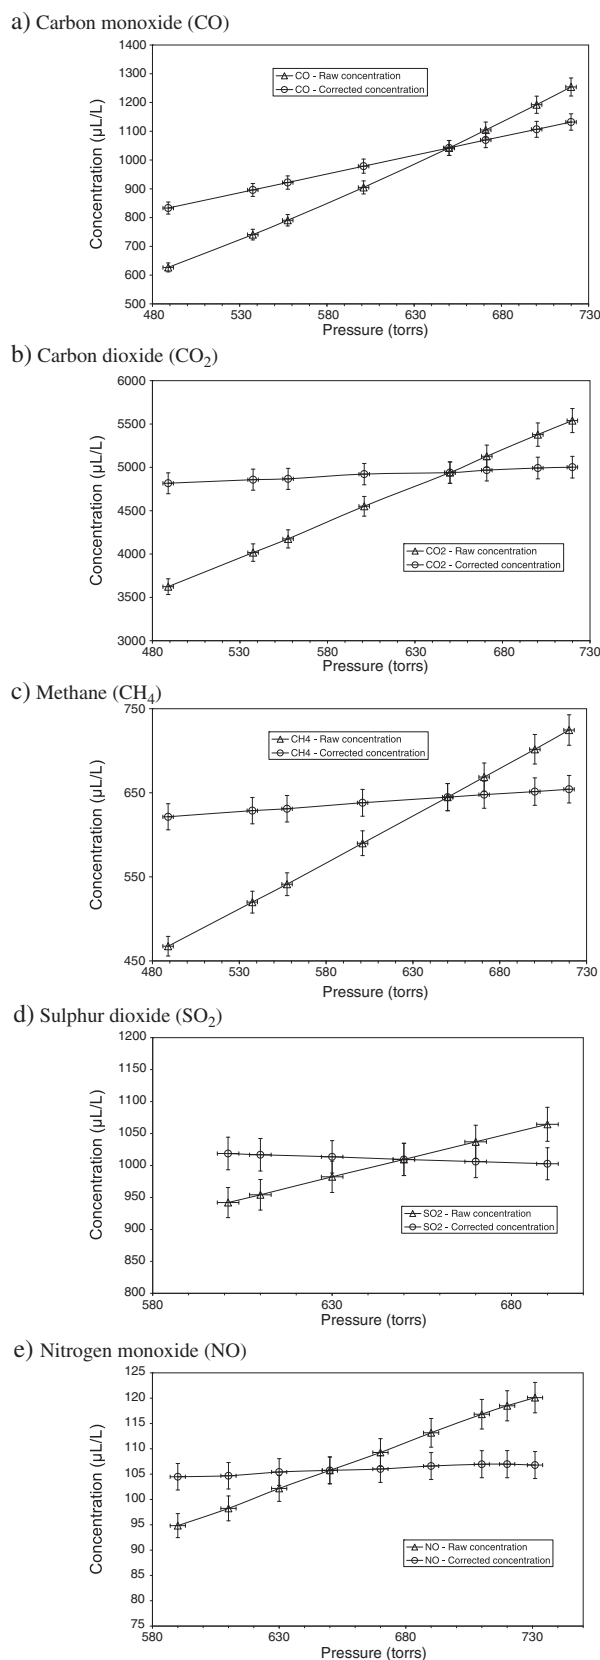 a) Carbon monoxide (CO)
1400
1300
1200
1100
1000
900
800
700
600
500
Concentration (µL/L)
CO - Raw concentration
CO - Corrected concentration
480 530 580 630 680 730
Pressure (torrs)
b) Carbon dioxide (CO2)
6000
5500
5000
4500
4000
3500
3000
Concentration (µL/L)
CO2 - Raw concentration
CO2 - Corrected concentration
480 530 580 630 680 730
Pressure (torrs)
c) Methane (CH4)
750
650
550
450
Concentration (µL/L)
CH4 - Raw concentration
CH4 - Corrected concentration
480 530 580 630 680 730
Pressure (torrs)
d) Sulphur dioxide (SO2)
1200
1150
1100
1050
1000
950
900
850
800
Concentration (µL/L)
SO2 - Raw concentration
SO2 - Corrected concentration
580 630 680
Pressure (torrs)
e) Nitrogen monoxide (NO)
125
120
115
110
105
100
95
90
85
80
75
Concentration (µL/L)
NO - Raw concentration
NO - Corrected concentration
580 630 680 730
Pressure (torrs)